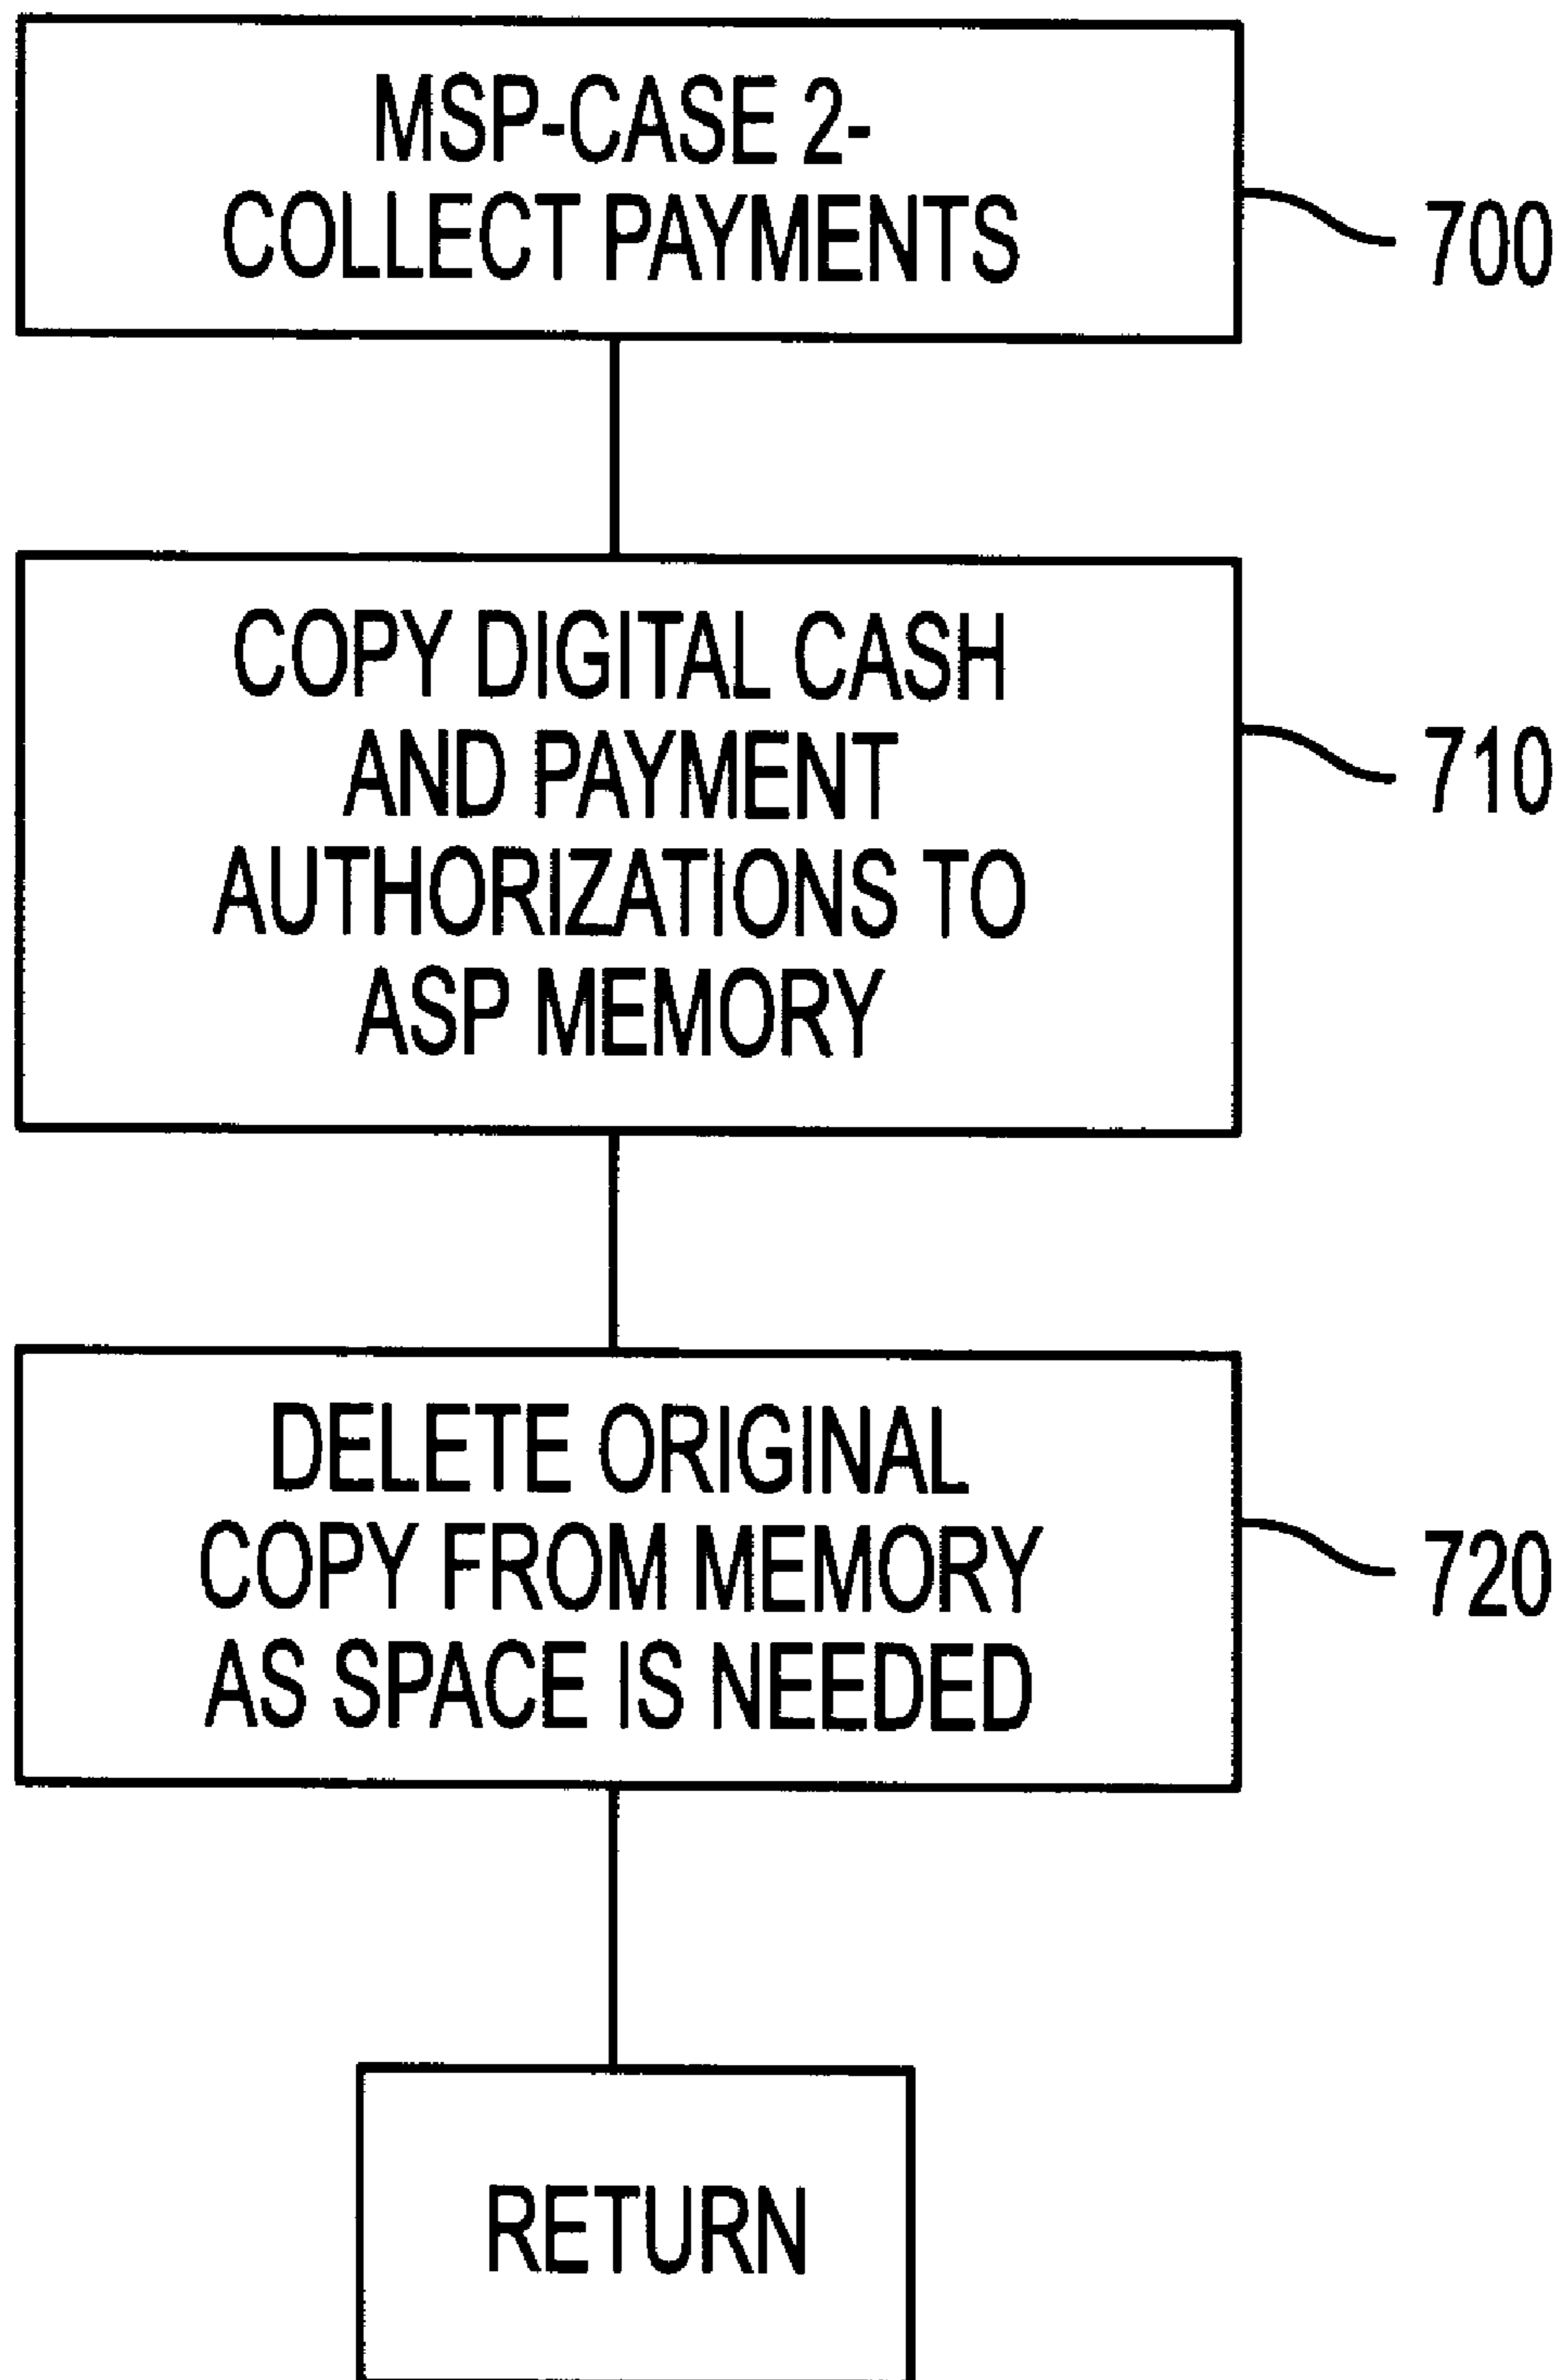 MSP-CASE 2-
COLLECT PAYMENTS
700
COPY DIGITAL CASH
AND PAYMENT
AUTHORIZATIONS TO
ASP MEMORY
710
DELETE ORIGINAL
COPY FROM MEMORY
AS SPACE IS NEEDED
720
RETURN